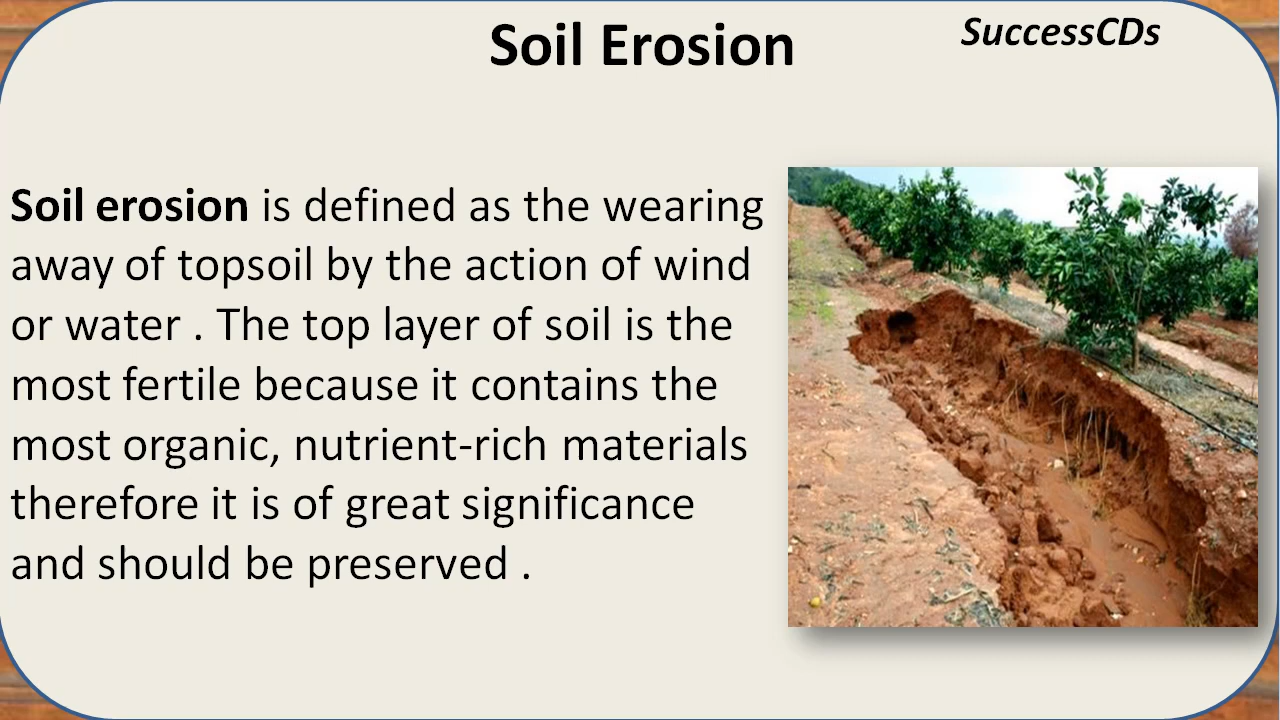 Soil Erosion
SuccessCDs
Soil erosion is defined as the wearing
away of topsoil by the action of wind
or water . The top layer of soil is the
most fertile because it contains the
most organic, nutrient-rich materials
therefore it is of great significance
and should be preserved .